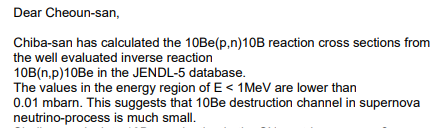 Dear Cheoun-san,
Chiba-san has calculated the 10Be(p,n)10B reaction cross sections from
the well evaluated inverse reaction
10B(n,p)10Be in the JENDL-5 database.
The values in the energy region of E < 1MeV are lower than
0.01 mbarn. This suggests that 10Be destruction channel in supernova
neutrino-process is much small.